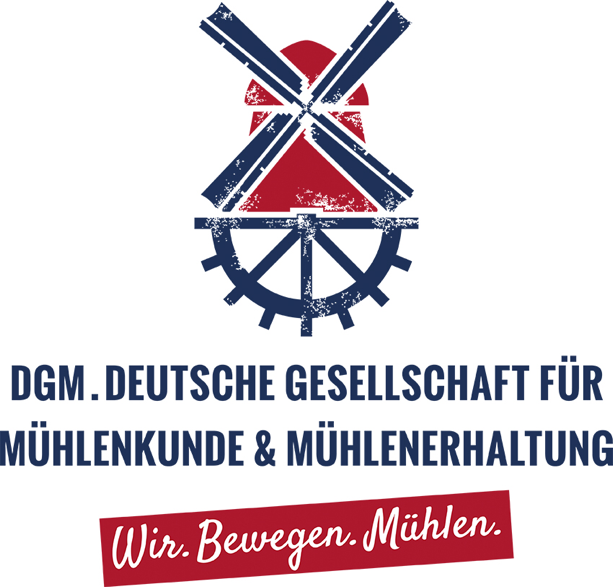 DGM. DEUTSCHE GESELLSCHAFT FÜR
MÜHLENKUNDE & MÜHLENERHALTUNG
Wir. Bewegen. Mühlen.